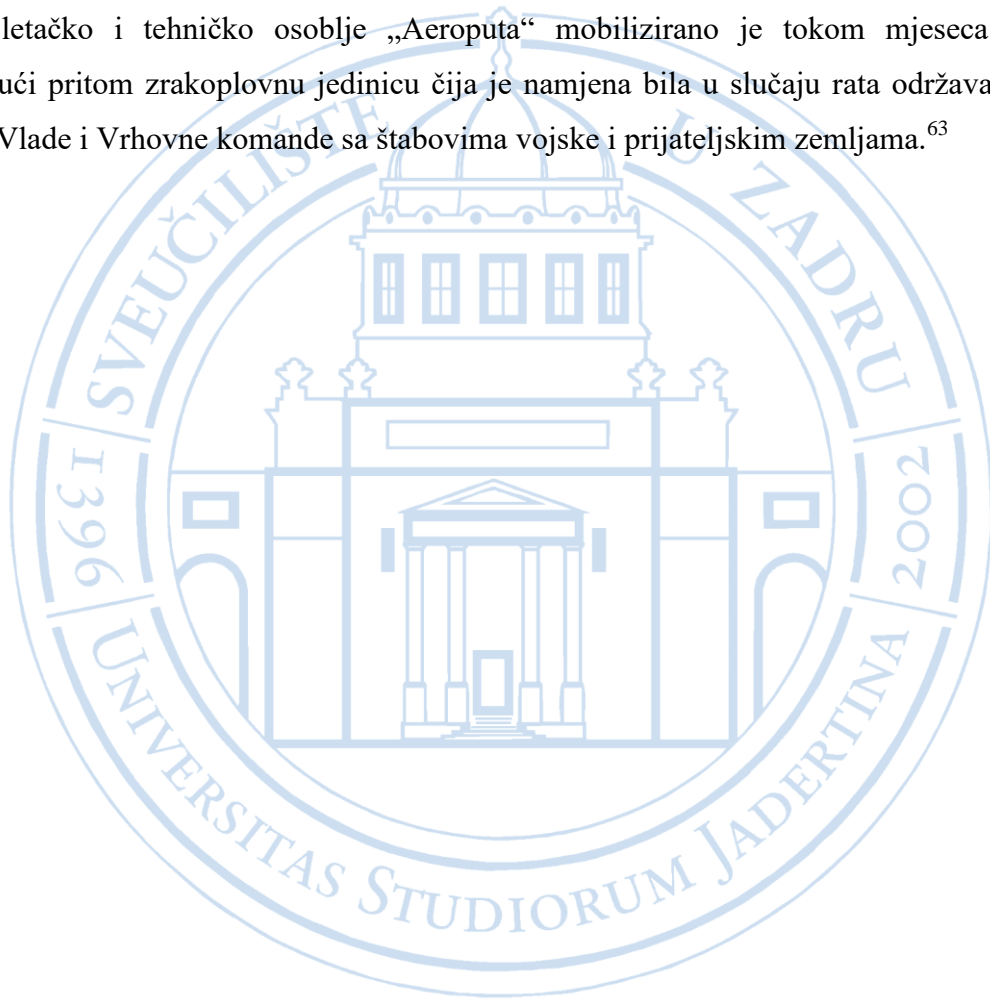 letačko i tehničko osoblje „Aeroputa“ mobilizirano je tokom mjeseca
ući pritom zrakoplovnu jedinicu čija je namjena bila u slučaju rata održava
Vlade i Vrhovne komande sa štabovima vojske i prijateljskim zemljama.63
SVEUČILIŠTE U ZADRU
1396
2002
UNIVERSITAS STUDIORUM JADERTINA